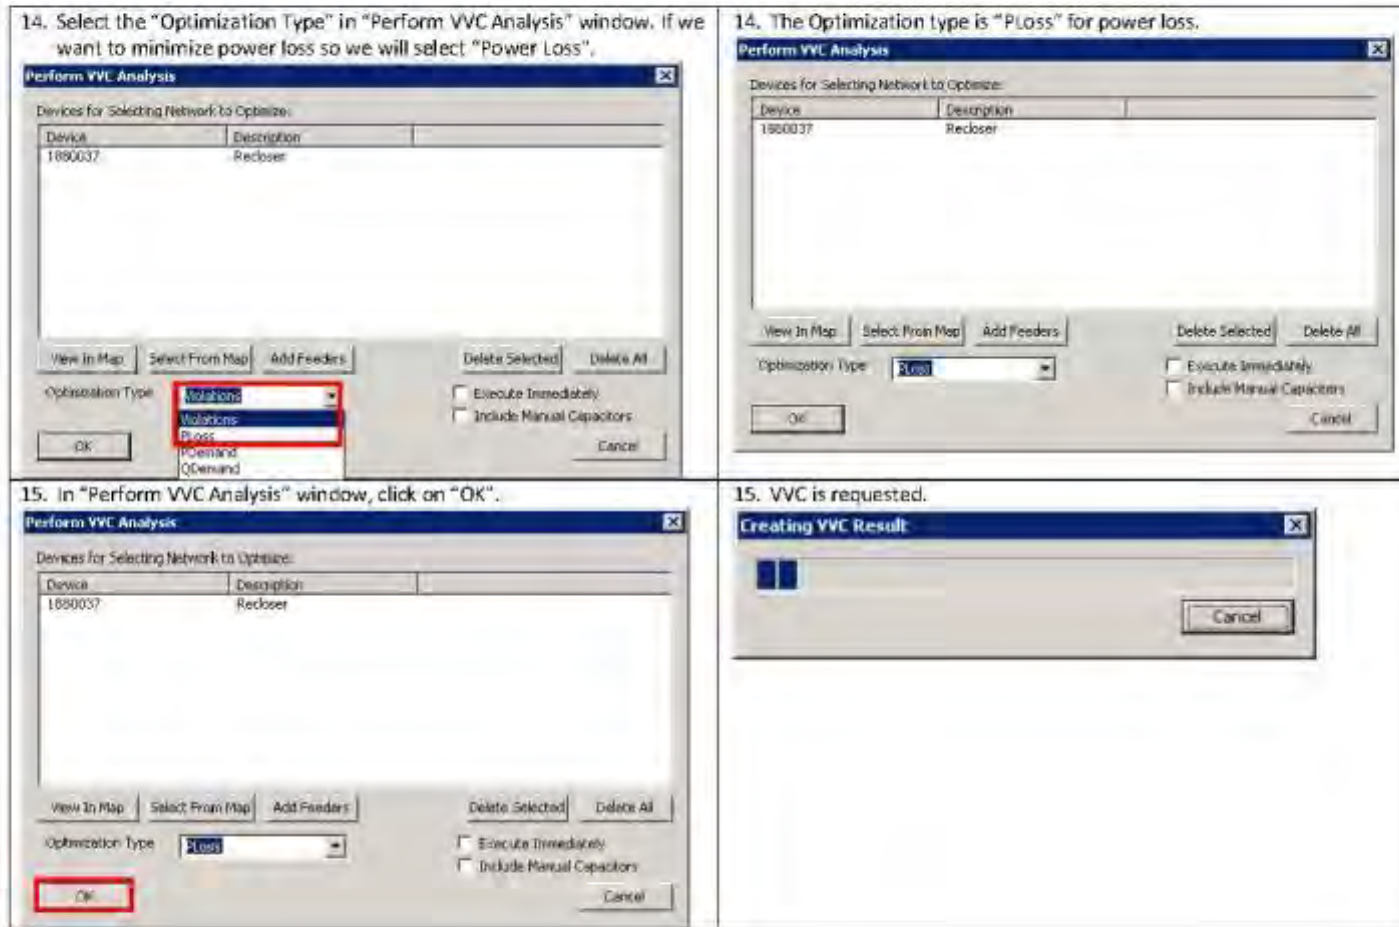 14. Select the "Optimization Type" in "Perform VVC Analysis" window. If we
want to minimize power loss so we will select "Power Loss".
Perform VVC Analysis
Devices for Selecting Network to Optimize:
Device Description
1880037 Recloser
View In Map Select From Map Add Feeders Delete Selected Delete All
Optimization Type Violations Execute Immediately
Violations Include Manual Capacitors
PLoss
OK PDemand Cancel
QDemand
14. The Optimization type is "PLoss" for power loss.
Perform VVC Analysis
Devices for Selecting Network to Optimize:
Device Description
1880037 Recloser
View In Map Select From Map Add Feeders Delete Selected Delete All
Optimization Type PLoss Execute Immediately
Include Manual Capacitors
OK Cancel
15. In "Perform VVC Analysis" window, click on "OK".
Perform VVC Analysis
Devices for Selecting Network to Optimize:
Device Description
1880037 Recloser
View In Map Select From Map Add Feeders Delete Selected Delete All
Optimization Type PLoss Execute Immediately
Include Manual Capacitors
OK Cancel
15. VVC is requested.
Creating VVC Result
Cancel